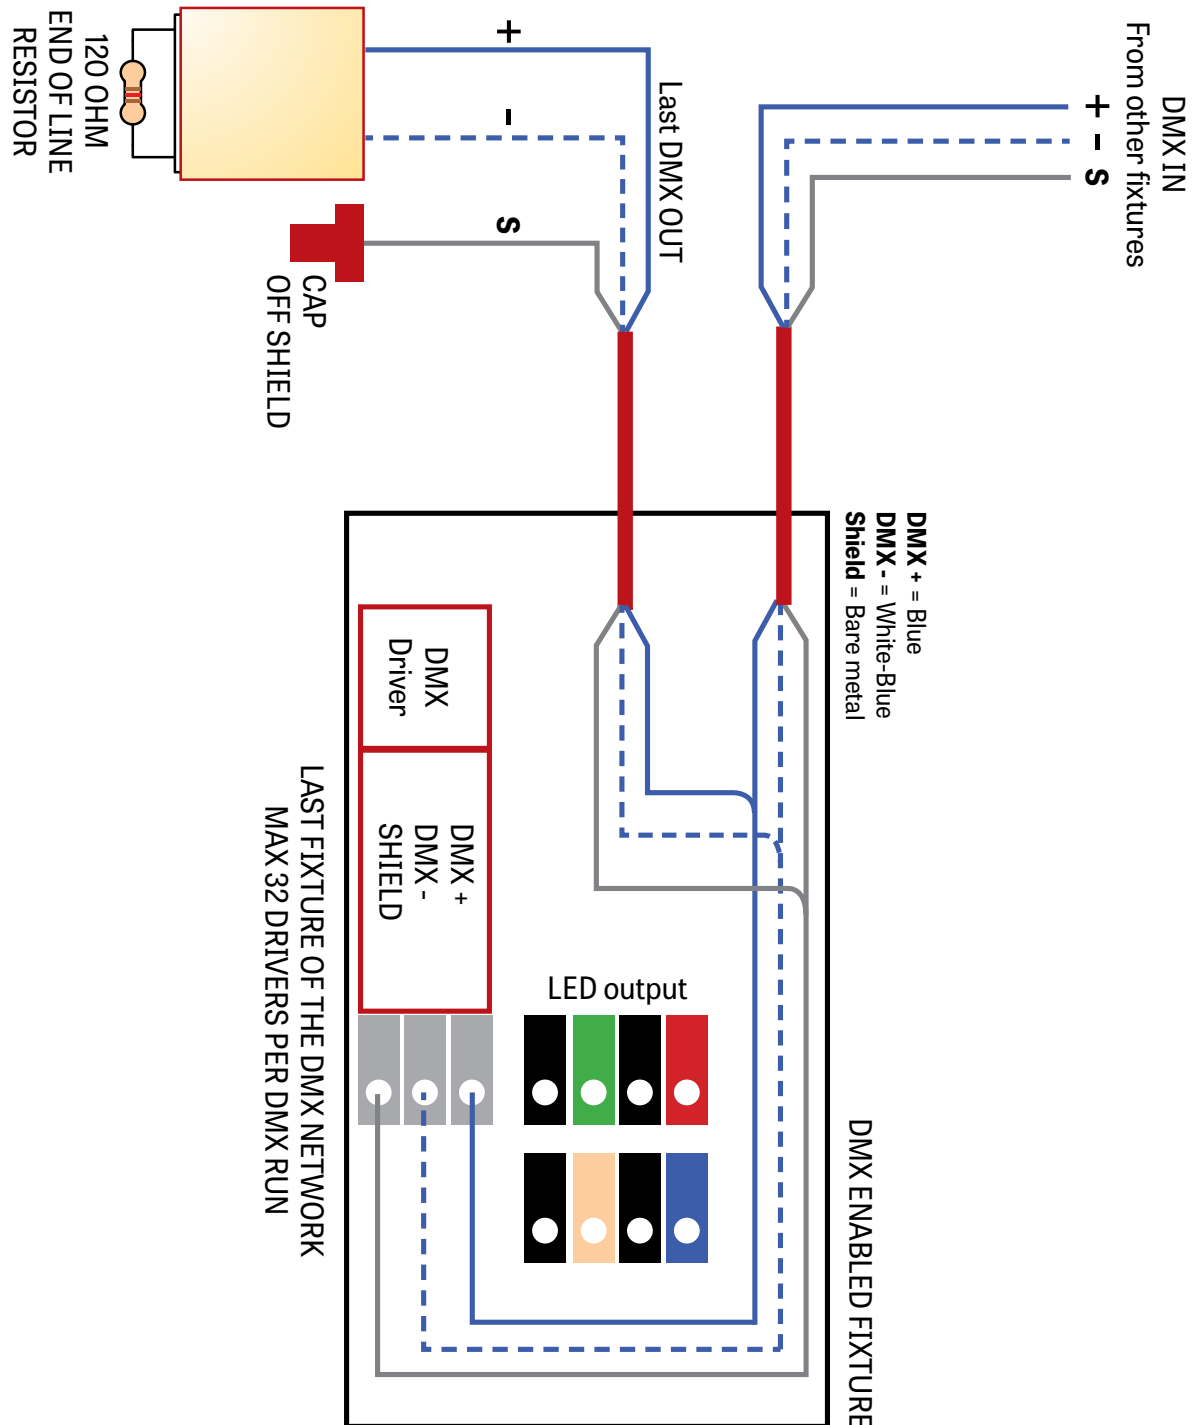 DMX IN
From other fixtures
+
-
S
Last DMX OUT
+
-
S
120 OHM
END OF LINE
RESISTOR
CAP
OFF SHIELD
DMX + = Blue
DMX - = White-Blue
Shield = Bare metal
DMX ENABLED FIXTURE
LED output
DMX
Driver
DMX +
DMX -
SHIELD
LAST FIXTURE OF THE DMX NETWORK
MAX 32 DRIVERS PER DMX RUN